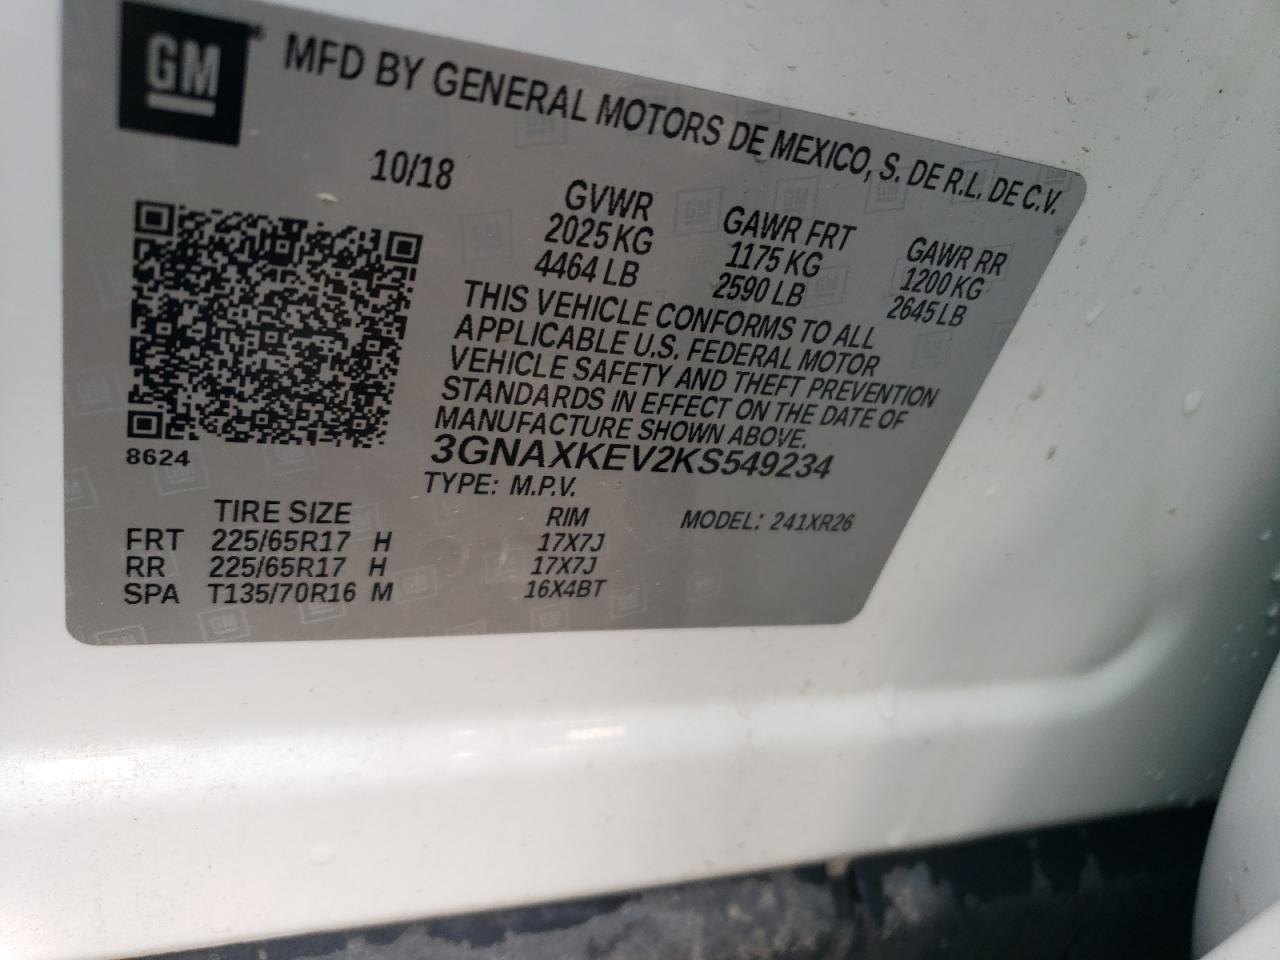 GM
MFD BY GENERAL MOTORS DE MEXICO, S. DE R.L. DE C.V.
10/18
GVWR GAWR FRT GAWR RR
2025 KG 1175 KG 1200 KG
4464 LB 2590 LB 2645 LB
THIS VEHICLE CONFORMS TO ALL
APPLICABLE U.S. FEDERAL MOTOR
VEHICLE SAFETY AND THEFT PREVENTION
STANDARDS IN EFFECT ON THE DATE OF
MANUFACTURE SHOWN ABOVE.
8624
3GNAXKEV2KS549234
TYPE: M.P.V.
TIRE SIZE RIM MODEL: 241XR26
FRT 225/65R17 H 17X7J
RR 225/65R17 H 17X7J
SPA T135/70R16 M 16X4BT